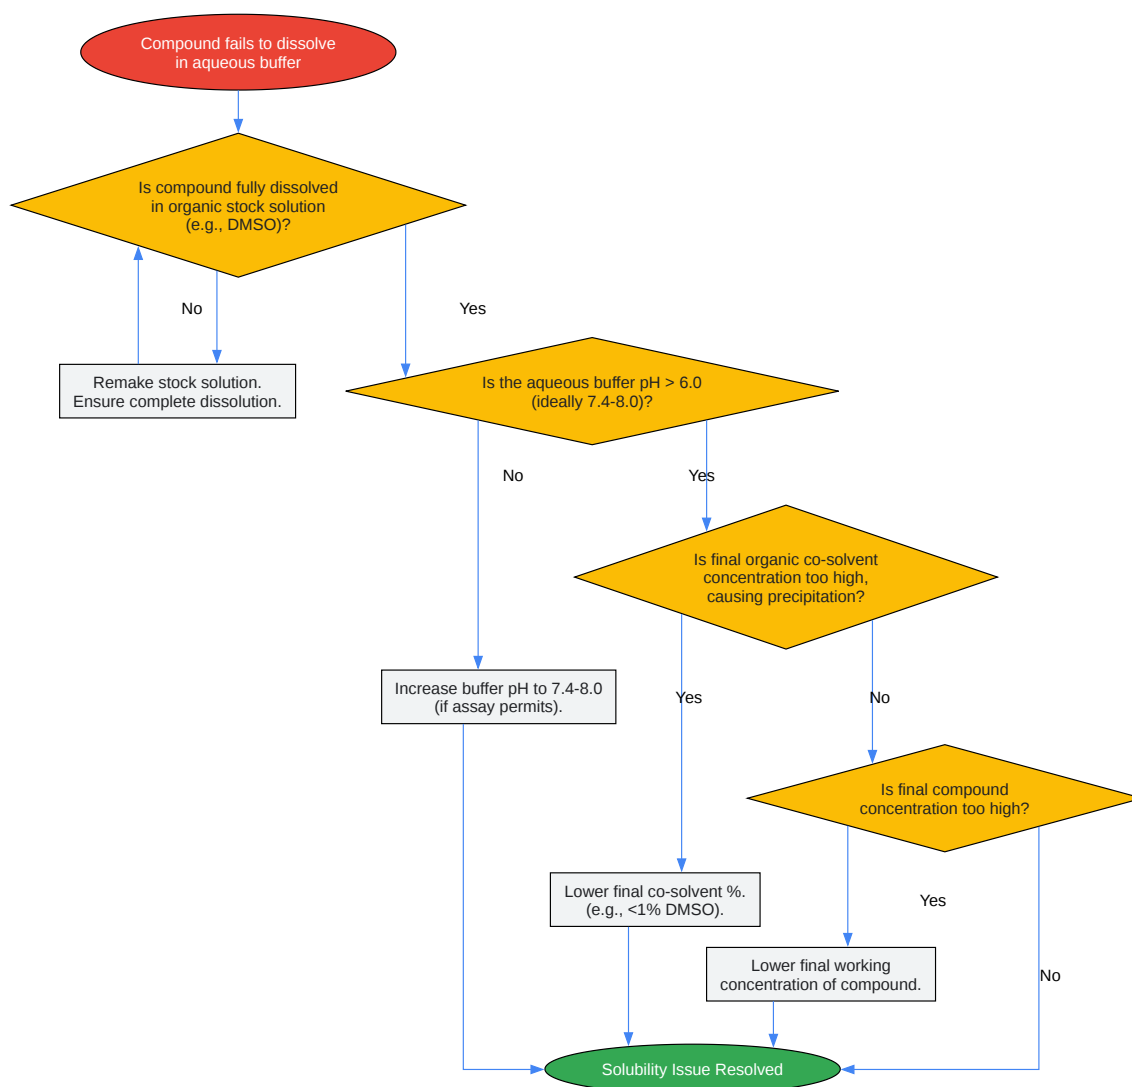 Compound fails to dissolve
in aqueous buffer
Is compound fully dissolved
in organic stock solution
(e.g., DMSO)?
No
Yes
Remake stock solution.
Ensure complete dissolution.
Is the aqueous buffer pH > 6.0
(ideally 7.4-8.0)?
No
Yes
Is final organic co-solvent
concentration too high,
causing precipitation?
Increase buffer pH to 7.4-8.0
(if assay permits).
Yes
No
Is final compound
concentration too high?
Lower final co-solvent %.
(e., <1% DMSO).
Yes
Lower final working
concentration of compound.
No
Solubility Issue Resolved